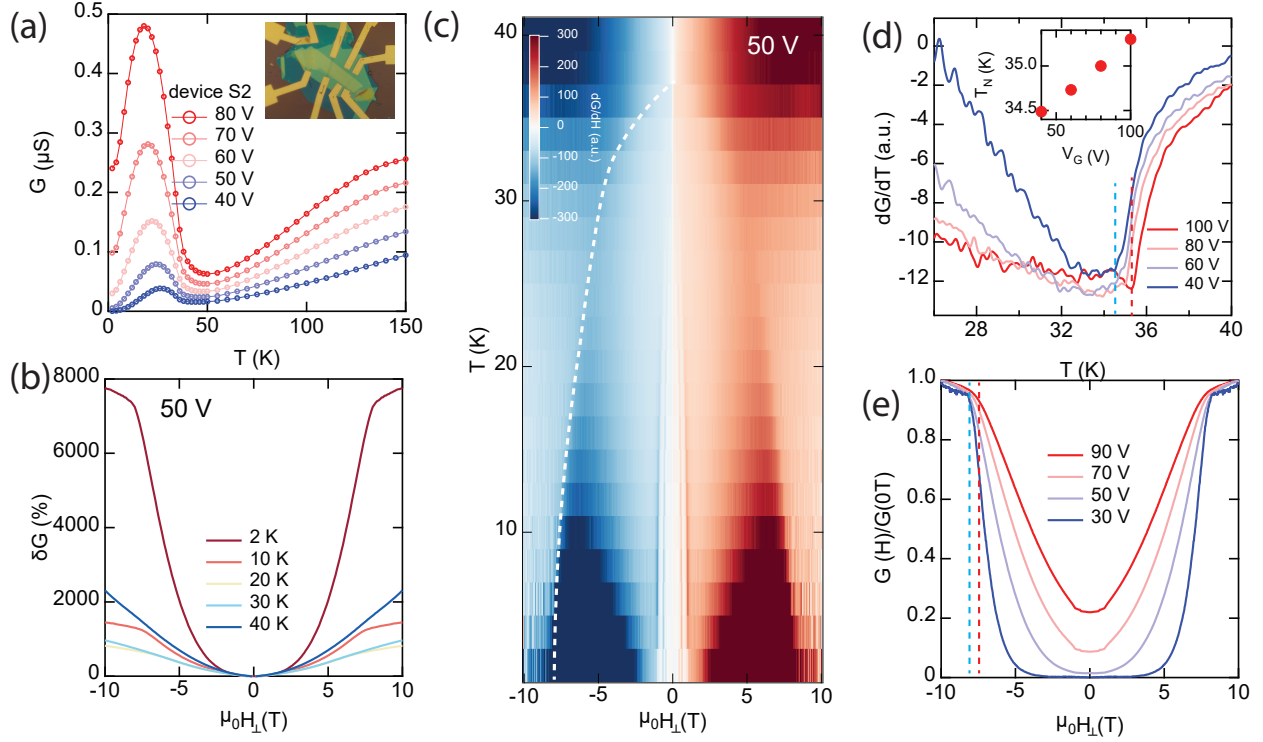 (a)
G (µS)
0.5
0.4
0.3
0.2
0.1
0
device S2
80 V
70 V
60 V
50 V
40 V
0
50
100
150
T (K)
(b)
δG (%)
8000
6000
4000
2000
0
50 V
2 K
10 K
20 K
30 K
40 K
-10
-5
0
5
10
µ0H⊥(T)
(c)
T (K)
40
30
20
10
50 V
300
200
100
0
-100
-200
-300
dG/dH (a.u.)
-10
-5
0
5
10
µ0H⊥(T)
(d)
dG/dT (a.u.)
0
-2
-4
-6
-8
-10
-12
TN (K)
35.0
34.5
50
100
VG (V)
100 V
80 V
60 V
40 V
28
32
36
40
T (K)
(e)
G (H)/G(0T)
1.0
0.8
0.6
0.4
0.2
0
90 V
70 V
50 V
30 V
-10
-5
0
5
10
µ0H⊥(T)